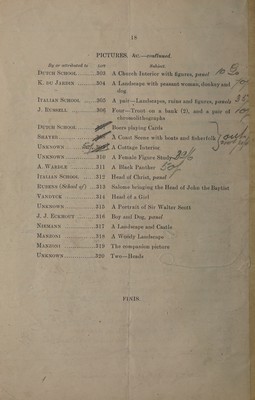 18
PICTURES, &c.—continued.
By or attributed to LOT Subject.
DUTCH SCHOOL 303 A Church Interior with figures, panel
K. DU JARDIN 304 A Landscape with peasant woman, donkey and
dog
ITALIAN SCHOOL 305 A pair—Landscapes, ruins and figures, panels
J. RUSSELL 306 Four—Trout on a bank (2), and a pair of
chromolithographs
DUTCH SCHOOL Boors playing Cards
SHAYER A Coast Scene with boats and fisherfolk
UNKNOWN A Cottage Interior
UNKNOWN 310 A Female Figure Study
A. WARDEN 311 A Black Panther
ITALIAN SCHOOL 312 Head of Christ, panel
RUBENS (School of) 313 Salome bringing the Head of John the Baptist
VANDYCK 314 Head of a Girl
UNKNOWN 315 A Portrait of Sir Walter Scott
J. J. ECKHOUT 316 Boy and Dog, panel
NIEMANN 317 A Landscape and Castle
MANZONI 318 A Woody Landscape
MANZONI 319 The companion picture
UNKNOWN 320 Two—Heads
FINIS.